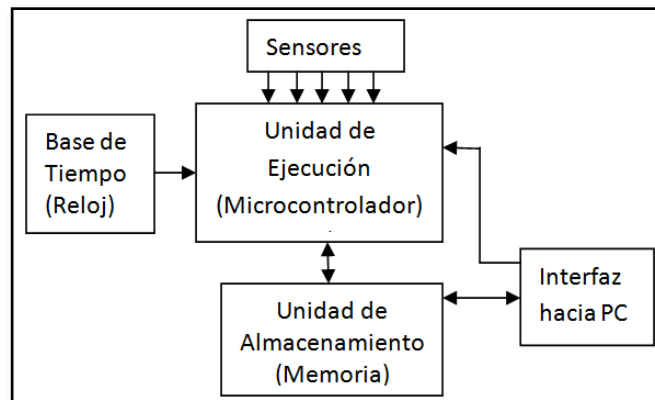 Sensores
Unidad de
Ejecución
(Microcontrolador)
Base de
Tiempo
(Reloj)
Interfaz
hacia PC
Unidad de
Almacenamiento
(Memoria)